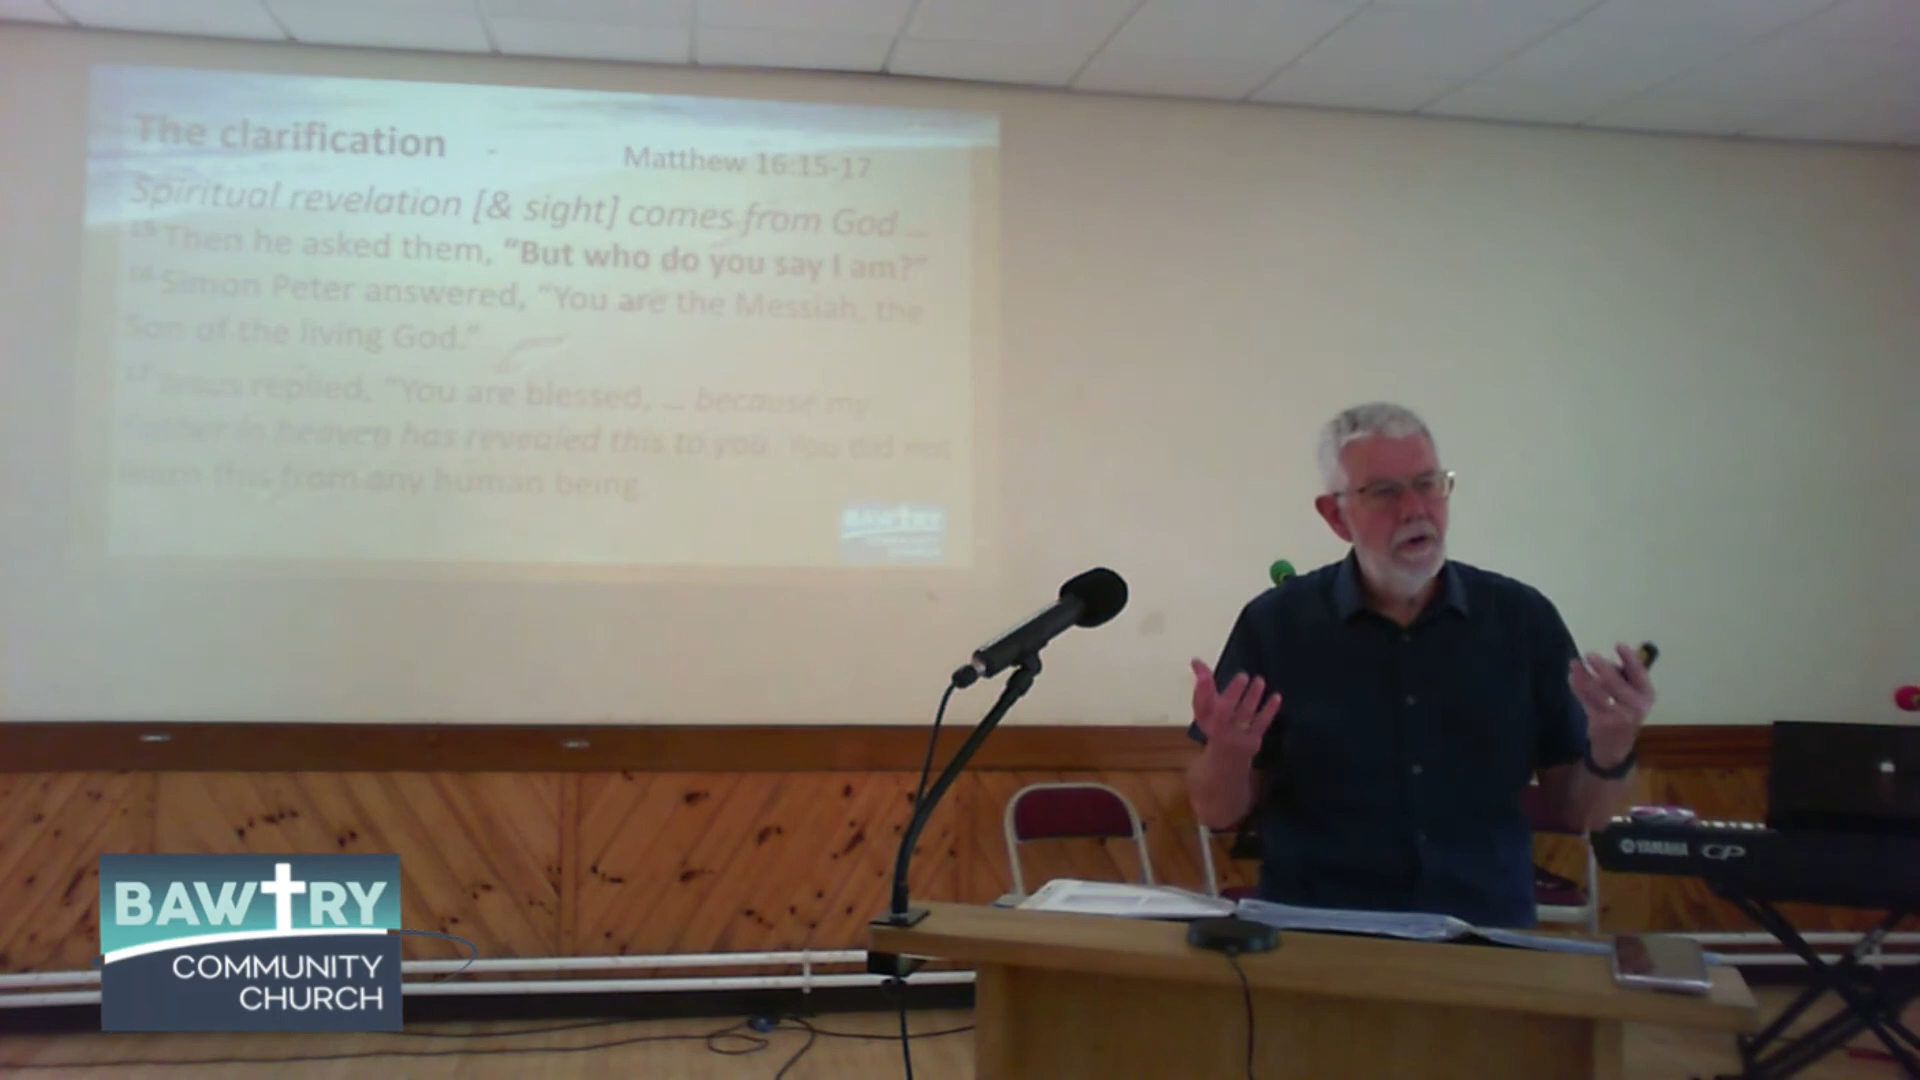 The clarification - Matthew 16:15-17
Spiritual revelation [& sight] comes from God ...
15 Then he asked them, “But who do you say I am?”
16 Simon Peter answered, “You are the Messiah, the
Son of the living God.”
17 Jesus replied, “You are blessed, ... because my
Father in heaven has revealed this to you. You did not
learn this from any human being
BAWTRY
COMMUNITY
CHURCH
YAMAHA CP
BAWTRY
COMMUNITY
CHURCH